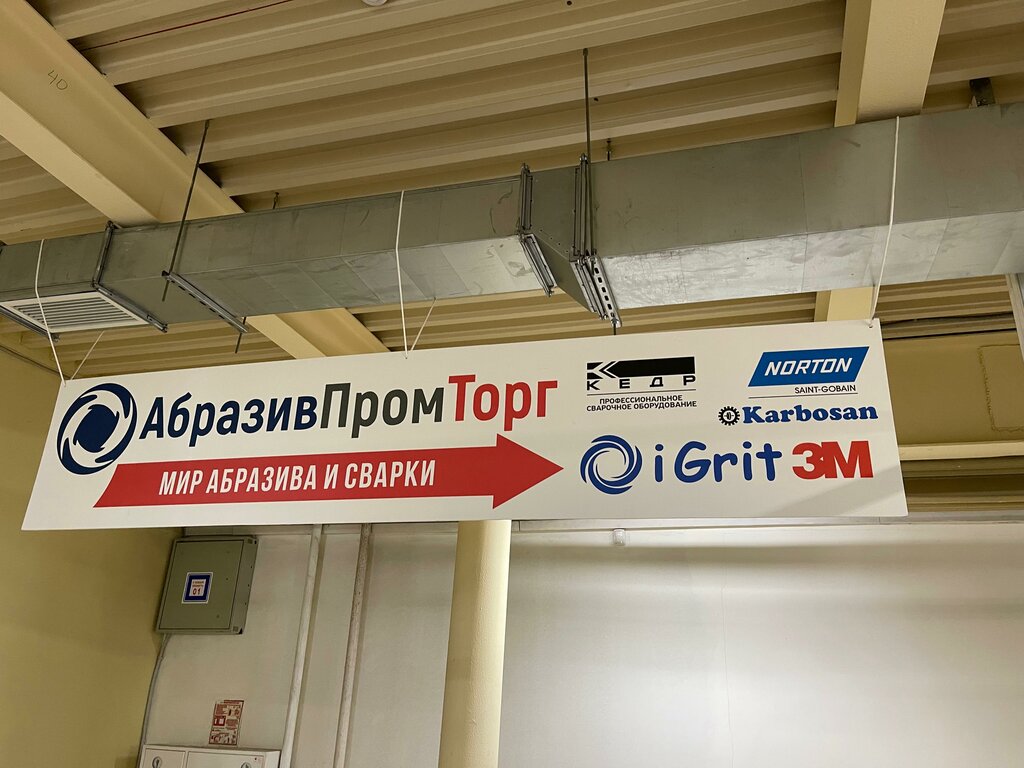 АбразивПромТорг
МИР АБРАЗИВА И СВАРКИ
КЕДР
ПРОФЕССИОНАЛЬНОЕ
СВАРОЧНОЕ ОБОРУДОВАНИЕ
NORTON
SAINT-GOBAIN
Karbosan
iGrit
3M
40
01